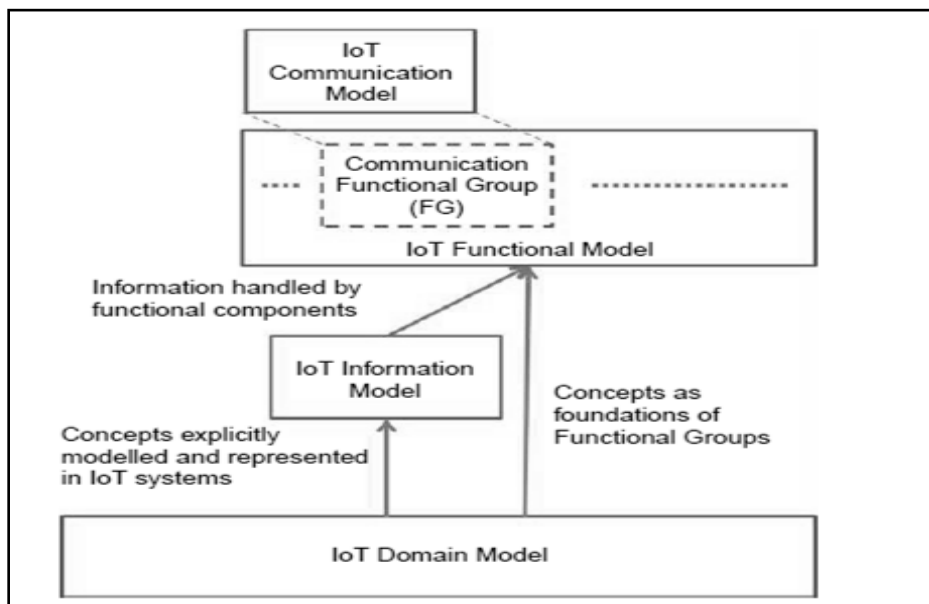 IoT
Communication
Model
Communication
Functional Group
(FG)
IoT Functional Model
Information handled by
functional components
IoT Information
Model
Concepts as
foundations of
Functional Groups
Concepts explicitly
modelled and represented
in IoT systems
IoT Domain Model